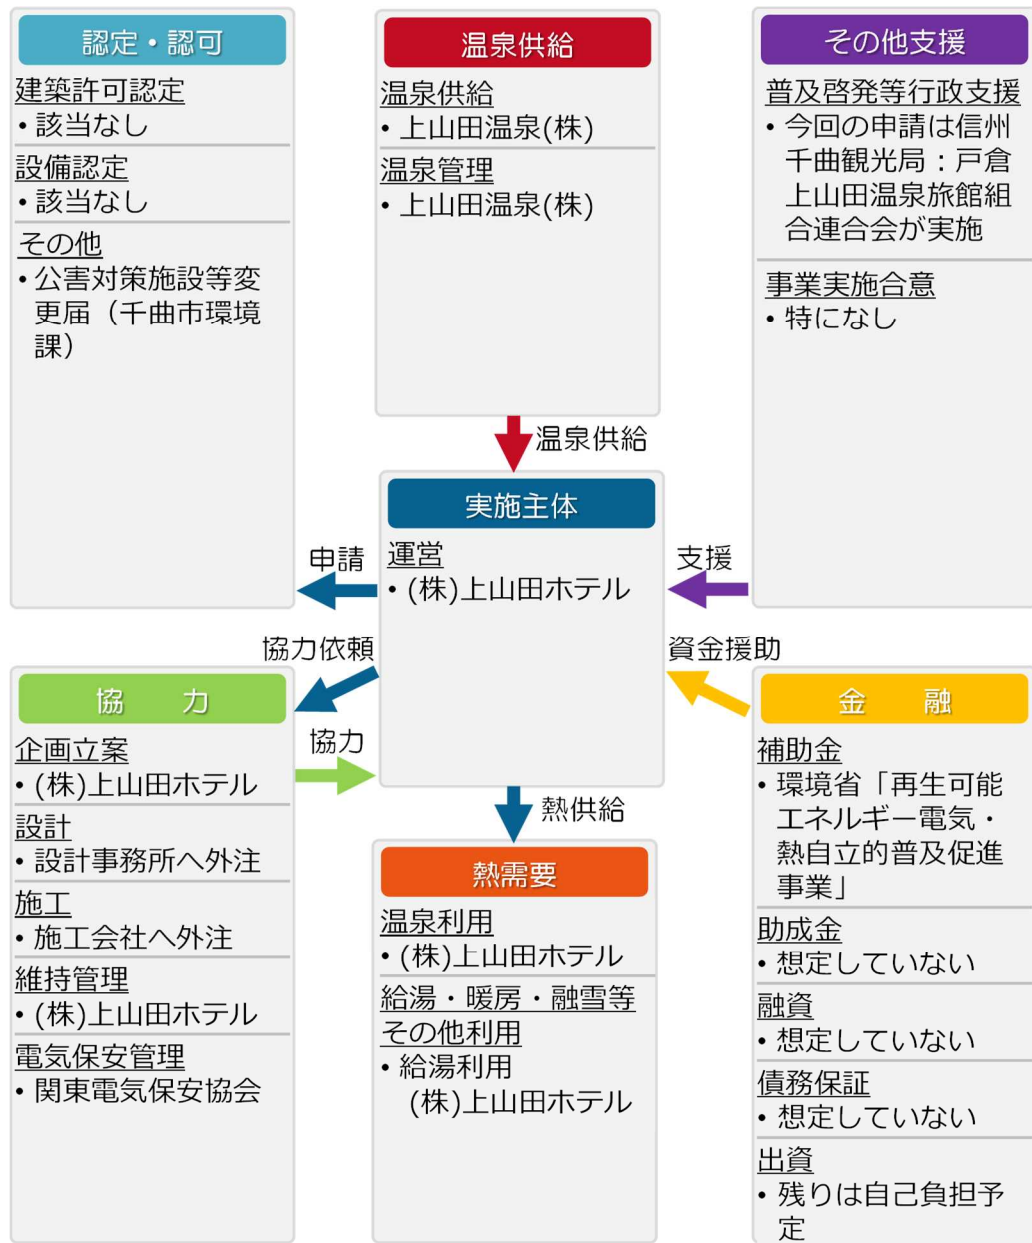 認定・認可
建築許可認定
• 該当なし
設備認定
• 該当なし
その他
• 公害対策施設等変
更届（千曲市環境
課）
温泉供給
温泉供給
• 上山田温泉(株)
温泉管理
• 上山田温泉(株)
その他支援
普及啓発等行政支援
• 今回の申請は信州
千曲観光局：戸倉
上山田温泉旅館組
合連合会が実施
事業実施合意
• 特になし
温泉供給
実施主体
運営
• (株)上山田ホテル
申請
支援
協力依頼
資金援助
協力
熱供給
協　力
企画立案
• (株)上山田ホテル
設計
• 設計事務所へ外注
施工
• 施工会社へ外注
維持管理
• (株)上山田ホテル
電気保安管理
• 関東電気保安協会
熱需要
温泉利用
• (株)上山田ホテル
給湯・暖房・融雪等
その他利用
• 給湯利用
(株)上山田ホテル
金　融
補助金
• 環境省「再生可能
エネルギー電気・
熱自立的普及促進
事業」
助成金
• 想定していない
融資
• 想定していない
債務保証
• 想定していない
出資
• 残りは自己負担予
定